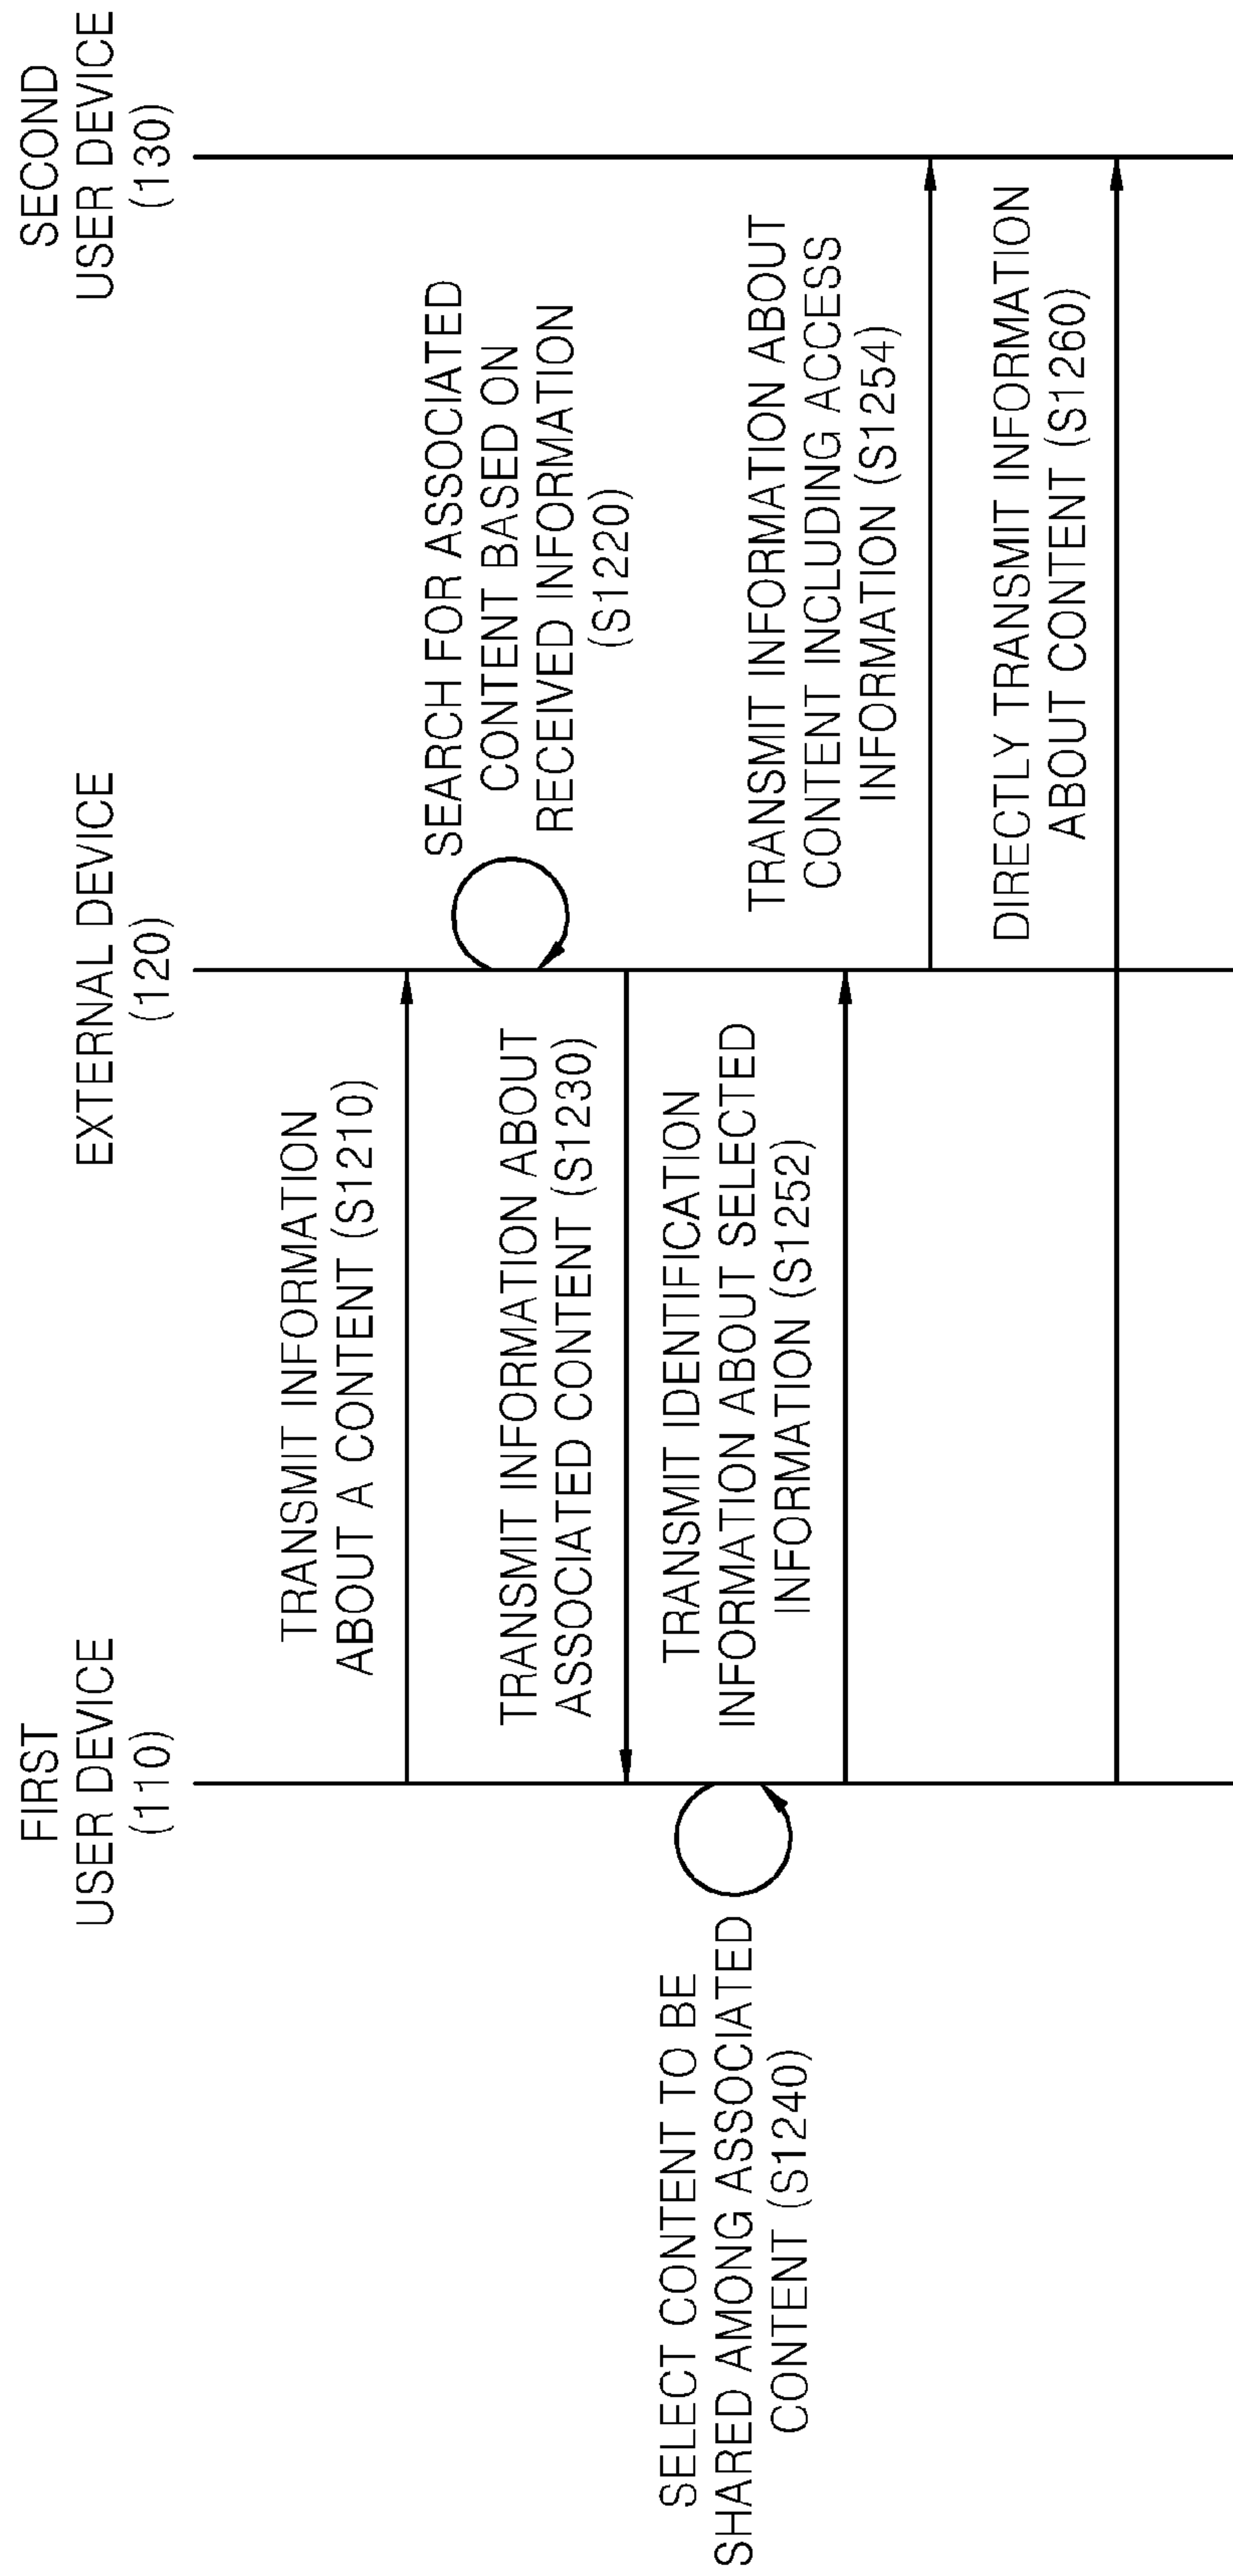 FIRST
USER DEVICE
(110)
EXTERNAL DEVICE
(120)
SECOND
USER DEVICE
(130)
TRANSMIT INFORMATION
ABOUT A CONTENT (S1210)
SEARCH FOR ASSOCIATED
CONTENT BASED ON
RECEIVED INFORMATION
(S1220)
TRANSMIT INFORMATION ABOUT
ASSOCIATED CONTENT (S1230)
SELECT CONTENT TO BE
SHARED AMONG ASSOCIATED
CONTENT (S1240)
TRANSMIT IDENTIFICATION
INFORMATION ABOUT SELECTED
INFORMATION (S1252)
TRANSMIT INFORMATION ABOUT
CONTENT INCLUDING ACCESS
INFORMATION (S1254)
DIRECTLY TRANSMIT INFORMATION
ABOUT CONTENT (S1260)